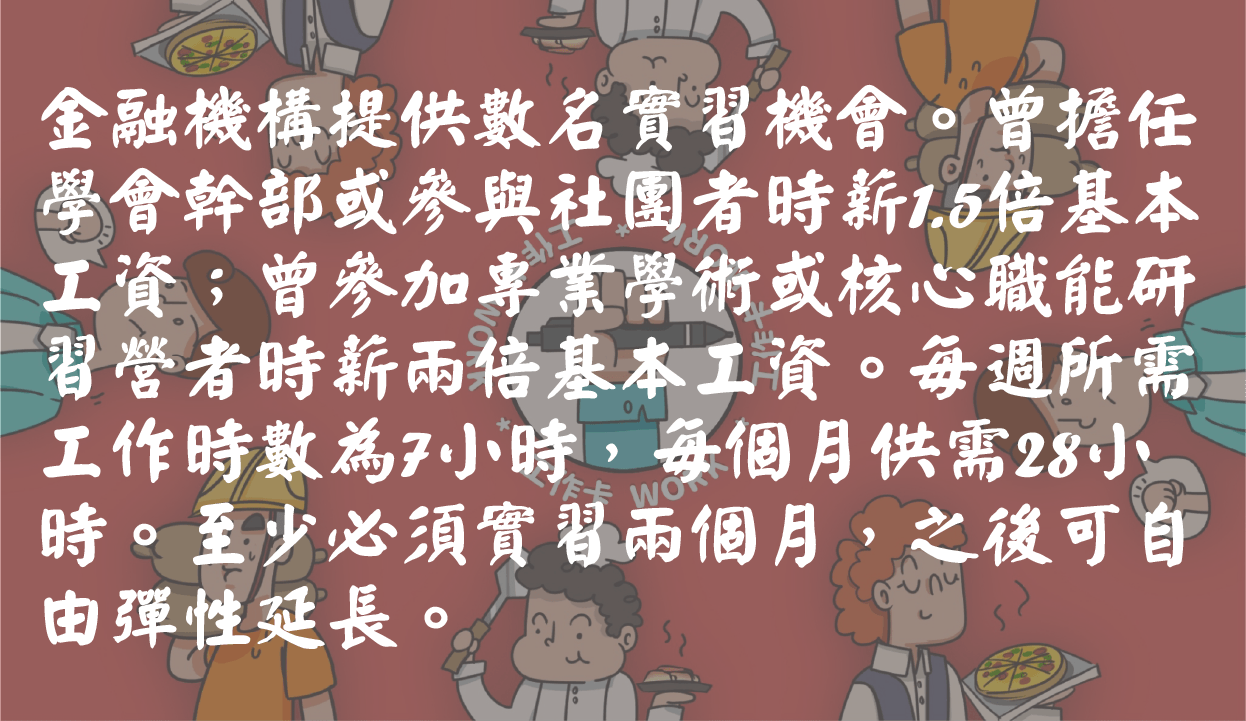 金融機構提供數名實習機會。曾擔任
學會幹部或參與社團者時薪1.5倍基本
工資；曾參加專業學術或核心職能研
習營者時薪兩倍基本工資。每週所需
工作時數為7小時，每個月供需28小
時。至少必須實習兩個月，之後可自
由彈性延長。
工作卡 WORK